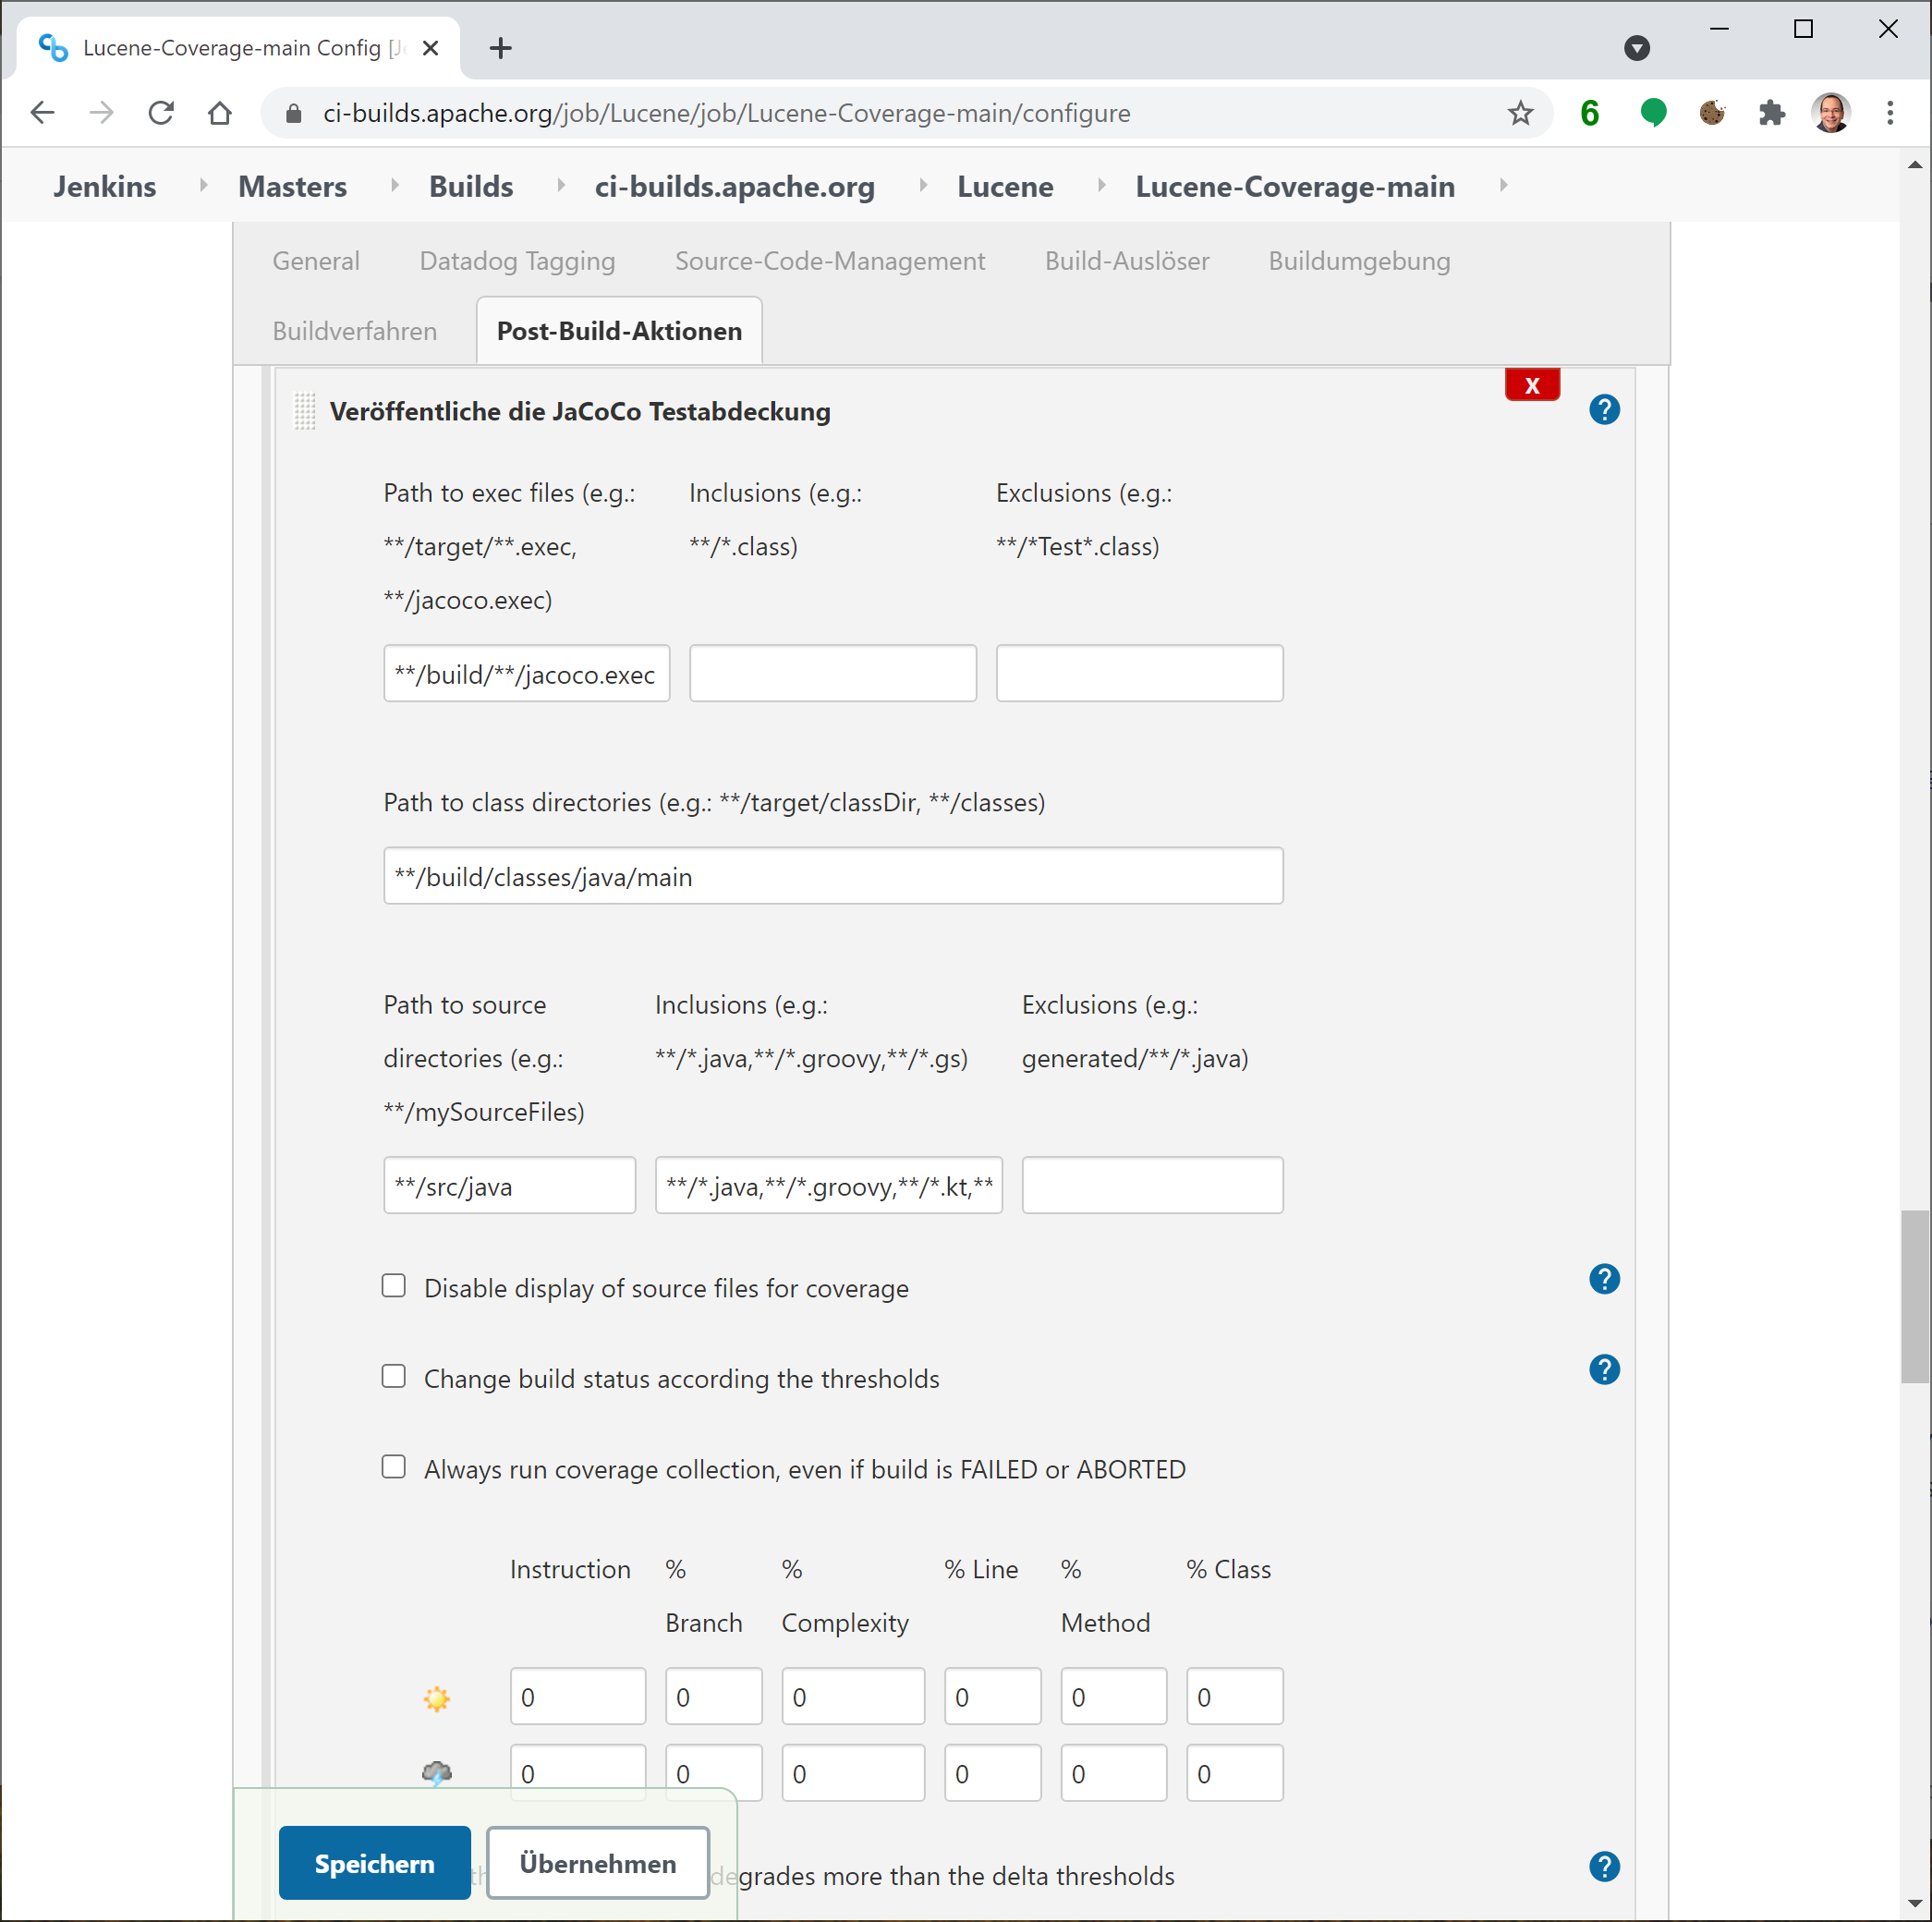 Lucene-Coverage-main Config [Je
ci-builds.apache.org/job/Lucene/job/Lucene-Coverage-main/configure
6
Jenkins Masters Builds ci-builds.apache.org Lucene Lucene-Coverage-main
General Datadog Tagging Source-Code-Management Build-Auslöser Buildumgebung
Buildverfahren Post-Build-Aktionen
X
Veröffentliche die JaCoCo Testabdeckung
?
Path to exec files (e.g.: Inclusions (e.g.: Exclusions (e.g.:
**/target/**.exec, **/*.class) **/*Test*.class)
**/jacoco.exec)
**/build/**/jacoco.exec
Path to class directories (e.g.: **/target/classDir, **/classes)
**/build/classes/java/main
Path to source Inclusions (e.g.: Exclusions (e.g.:
directories (e.g.: **/*.java,**/*.groovy,**/*.gs) generated/**/*.java)
**/mySourceFiles)
**/src/java **/*.java,**/*.groovy,**/*.kt,**
Disable display of source files for coverage ?
Change build status according the thresholds ?
Always run coverage collection, even if build is FAILED or ABORTED
Instruction % % % Line % % Class
Branch Complexity Method
0 0 0 0 0 0
0 0 0 0 0 0
Speichern Übernehmen degrades more than the delta thresholds ?